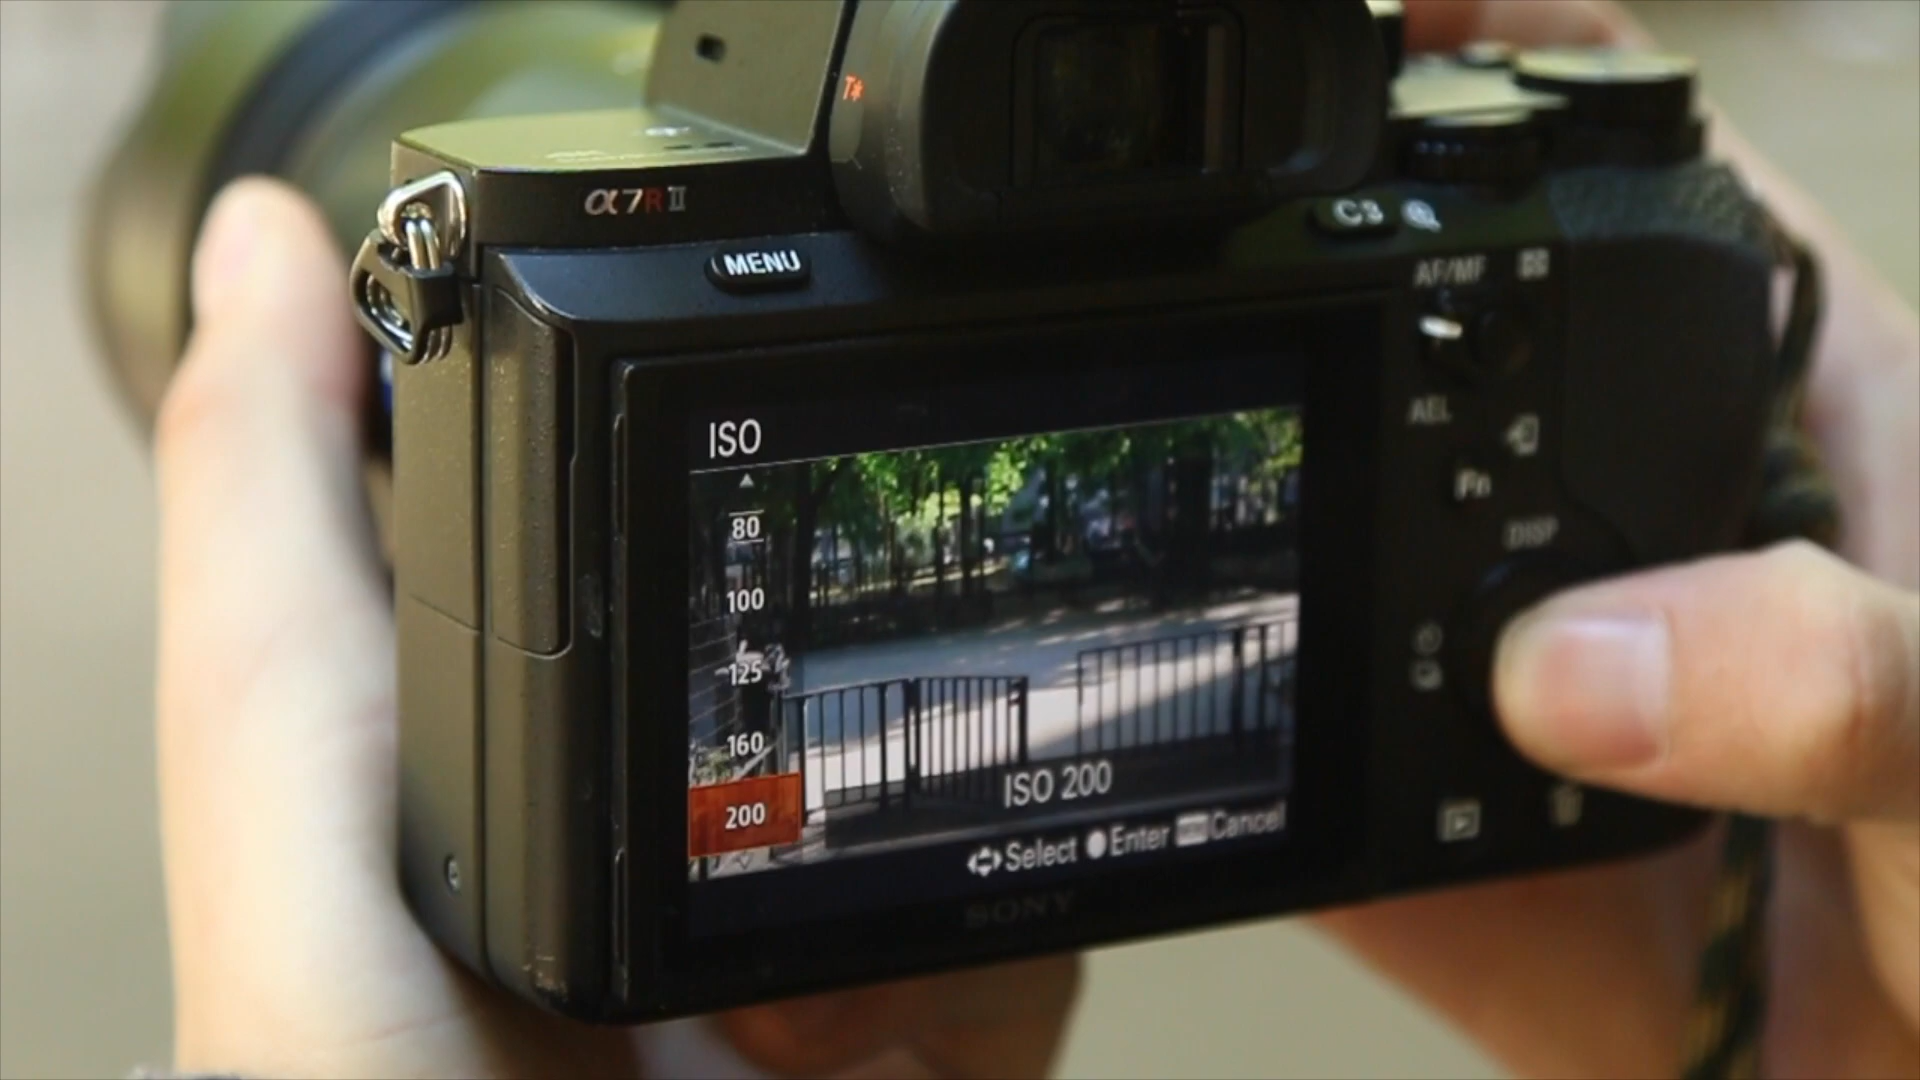 T*
α7RII
MENU
C3
AF/MF
ISO
AEL
Fn
80
DISP
100
125
160
200
ISO 200
Select Enter MENU Cancel
SONY